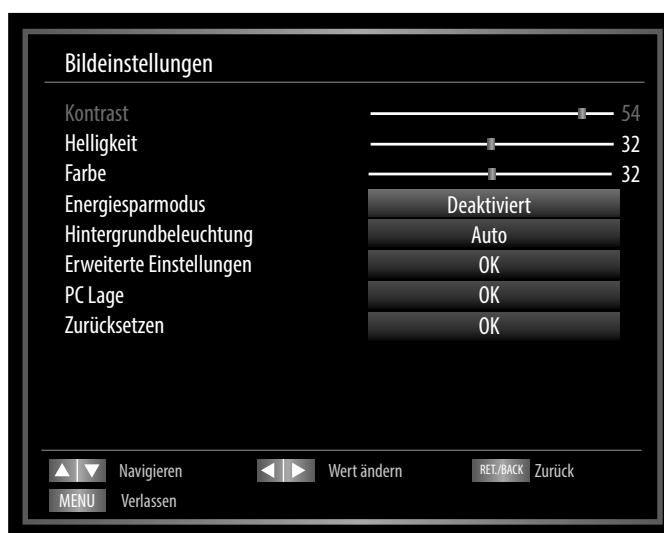 Bildeinstellungen
Kontrast 54
Helligkeit 32
Farbe 32
Energiesparmodus Deaktiviert
Hintergrundbeleuchtung Auto
Erweiterte Einstellungen OK
PC Lage OK
Zurücksetzen OK
Navigieren Wert ändern RET./BACK Zurück
MENU Verlassen